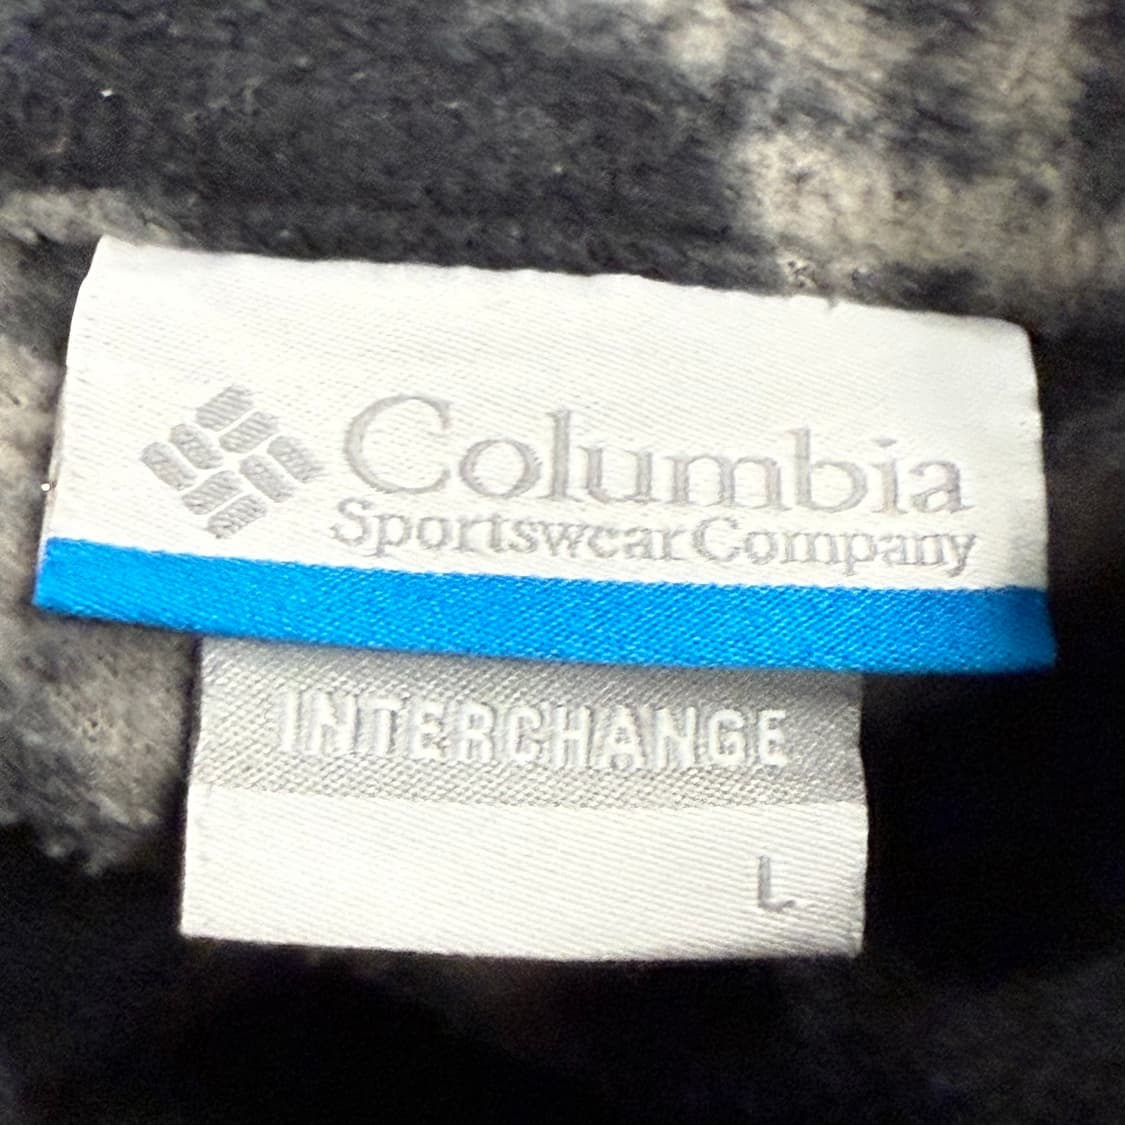 Columbia
Sportswear Company
INTERCHANGE
L